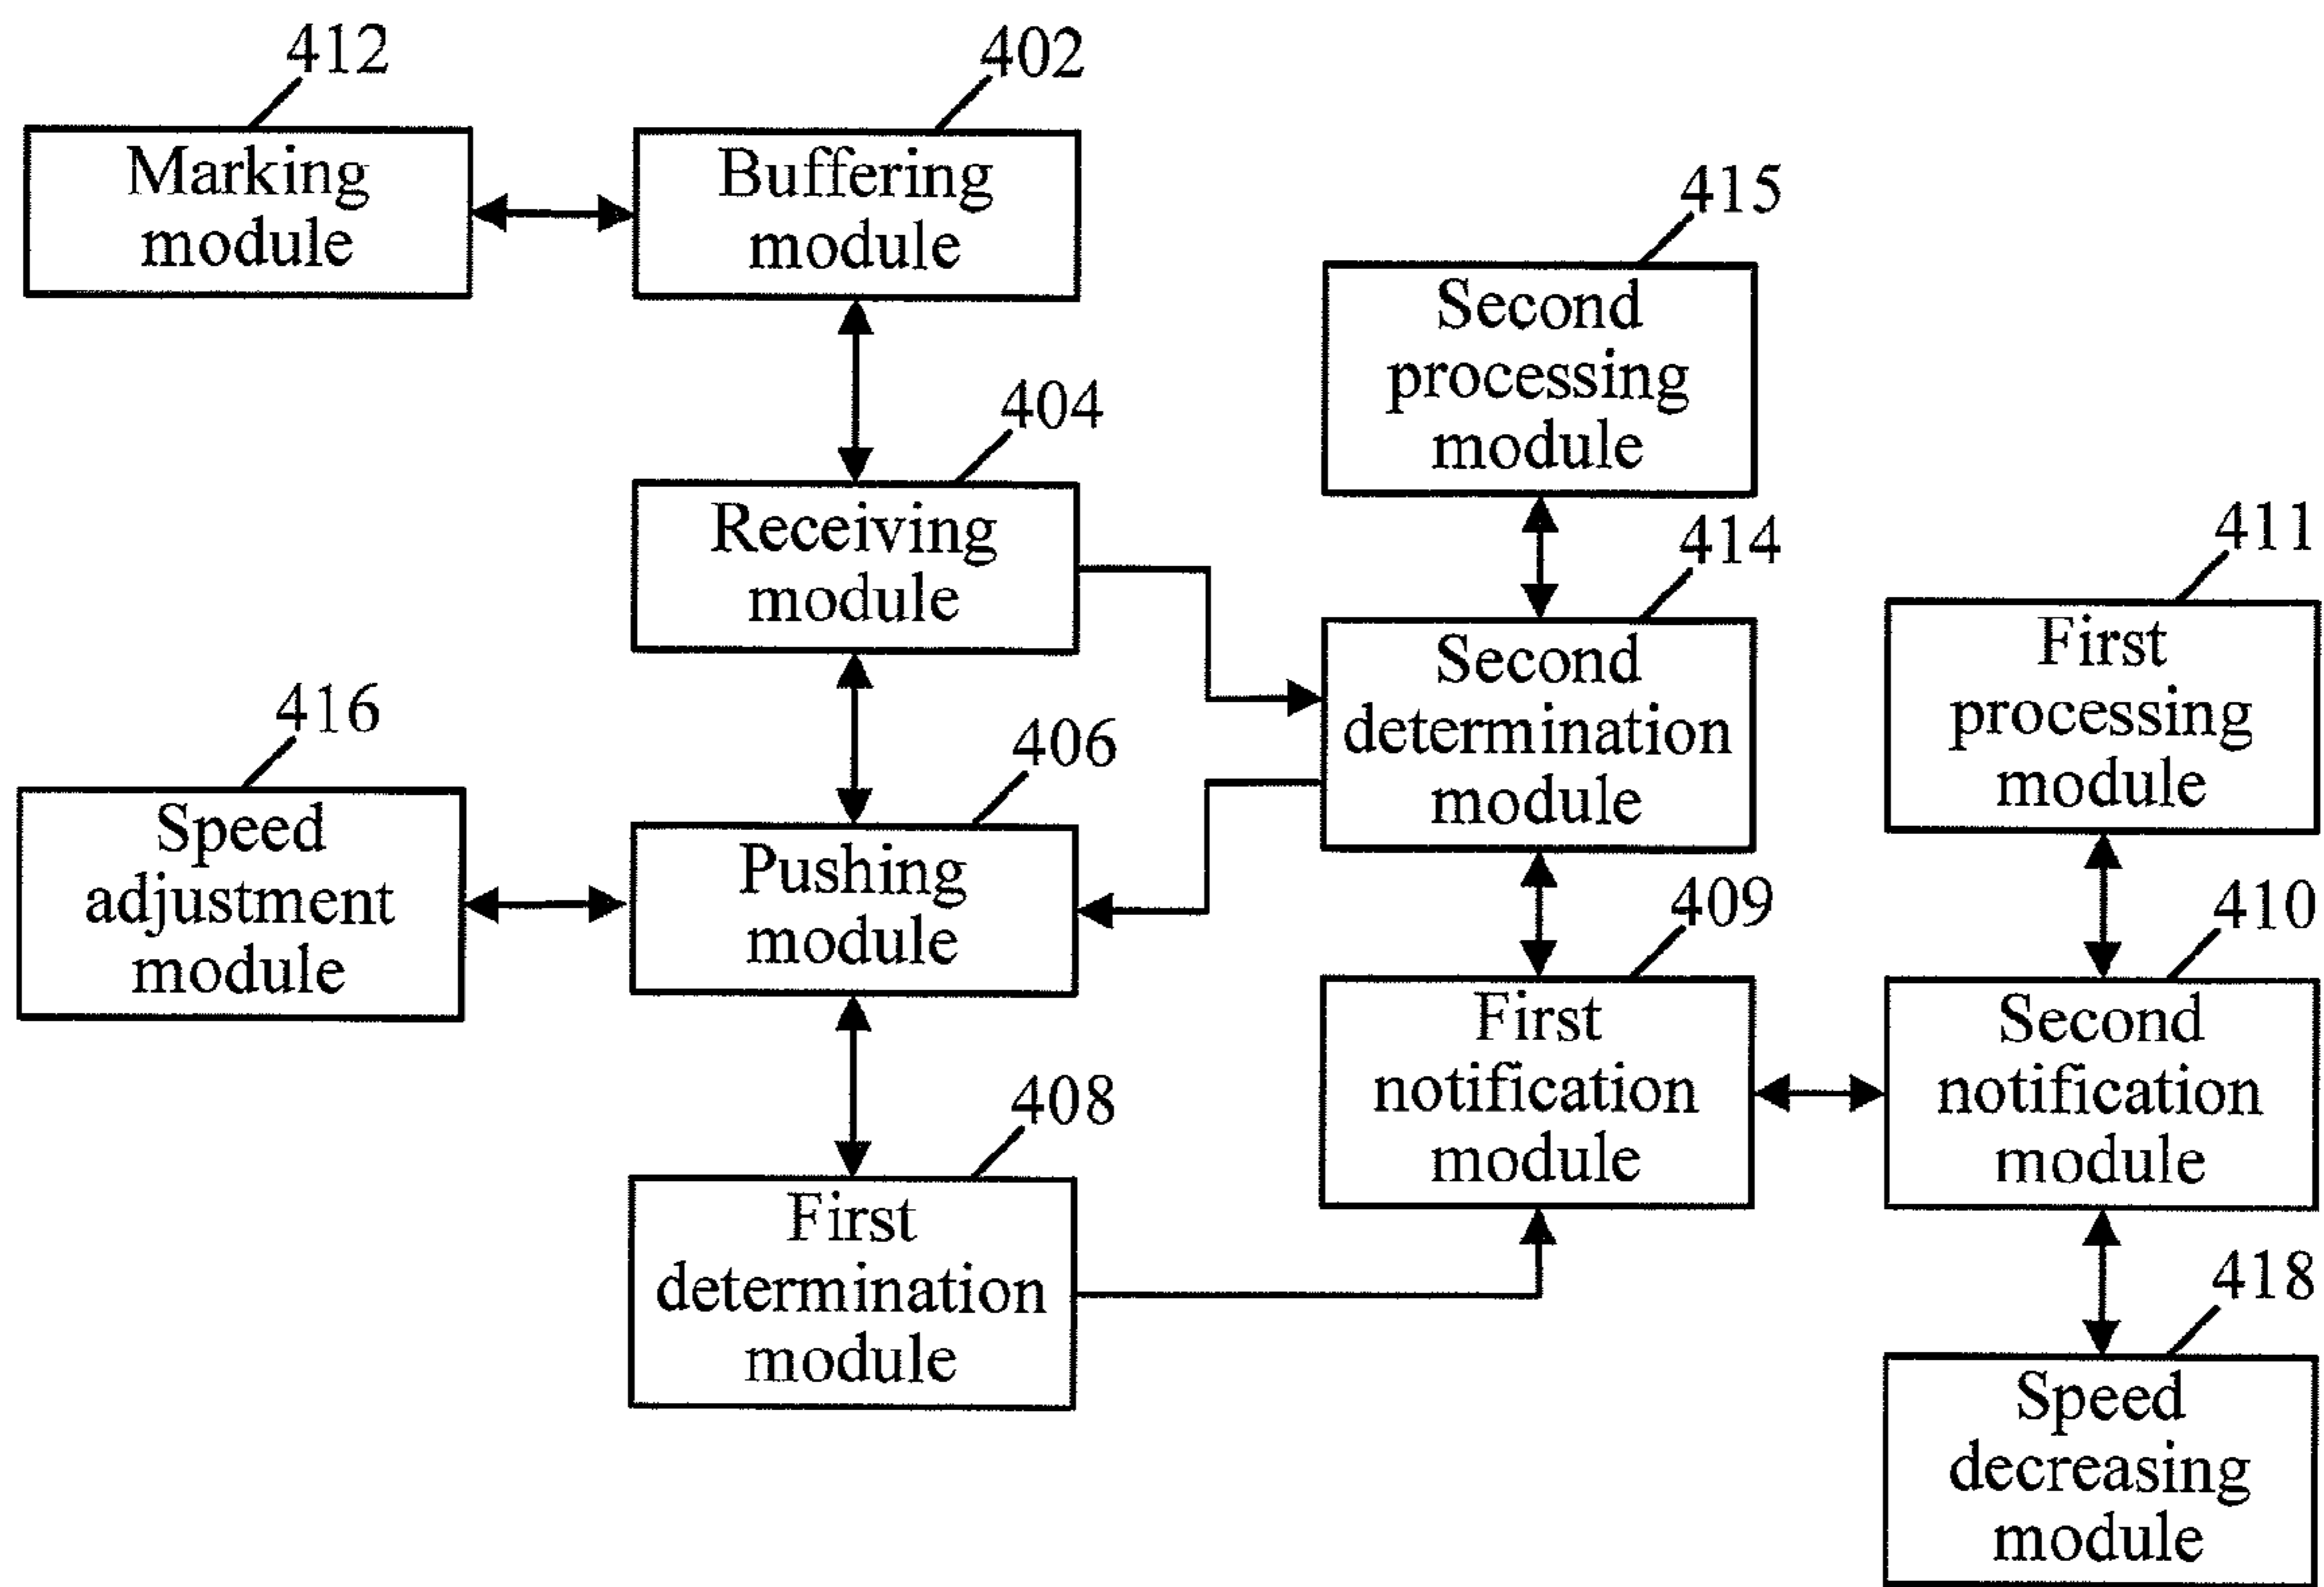 412
402
Marking
module
Buffering
module
415
Second
processing
module
404
Receiving
module
414
Second
determination
module
411
First
processing
module
416
Speed
adjustment
module
406
Pushing
module
409
First
notification
module
410
Second
notification
module
408
First
determination
module
418
Speed
decreasing
module